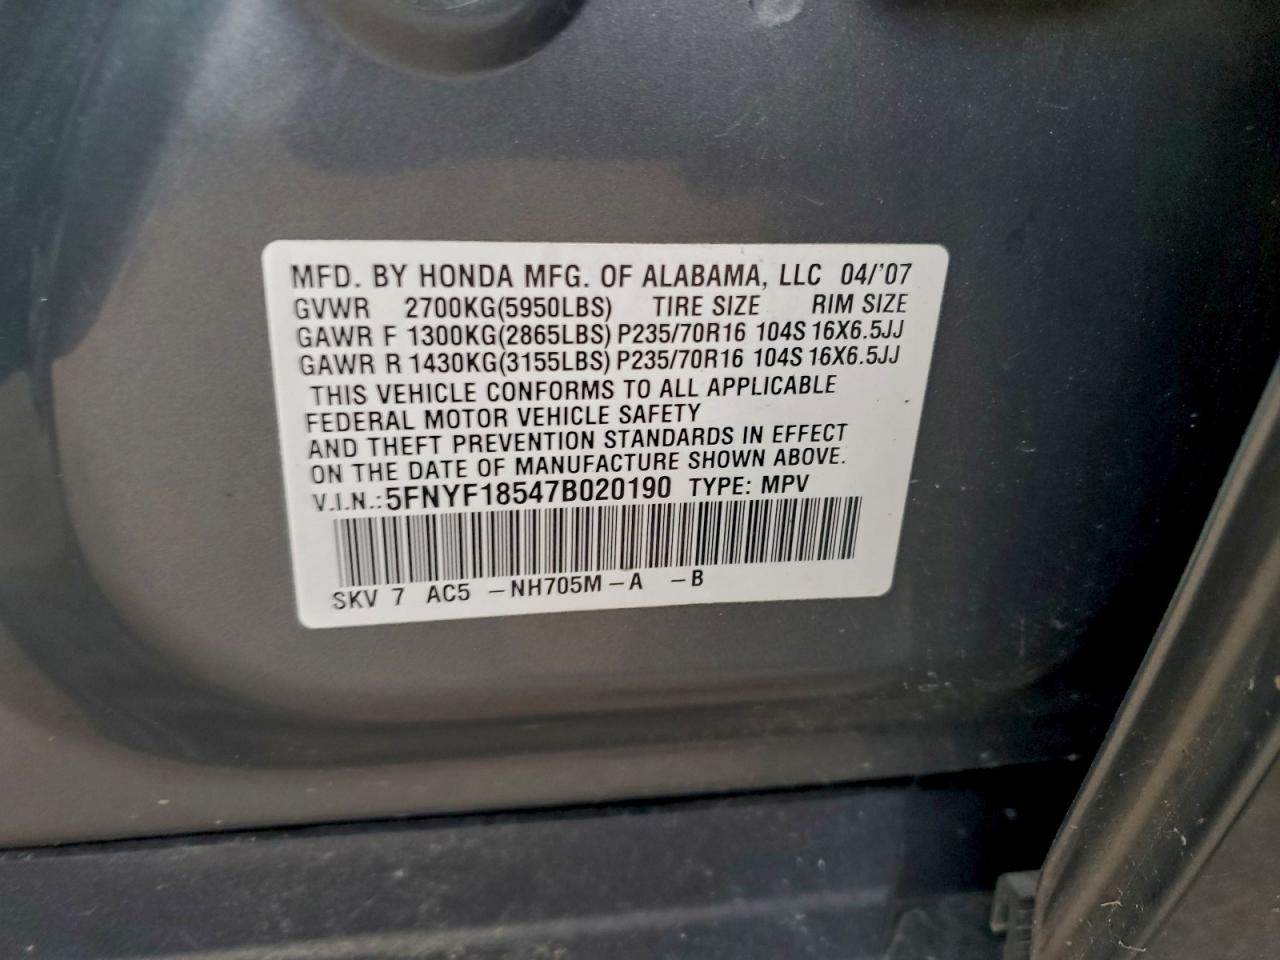 MFD. BY HONDA MFG. OF ALABAMA, LLC 04/'07
GVWR 2700KG(5950LBS) TIRE SIZE RIM SIZE
GAWR F 1300KG(2865LBS) P235/70R16 104S 16X6.5JJ
GAWR R 1430KG(3155LBS) P235/70R16 104S 16X6.5JJ
THIS VEHICLE CONFORMS TO ALL APPLICABLE
FEDERAL MOTOR VEHICLE SAFETY
AND THEFT PREVENTION STANDARDS IN EFFECT
ON THE DATE OF MANUFACTURE SHOWN ABOVE.
V.I.N.: 5FNYF18547B020190 TYPE: MPV
SKV 7 AC5 -NH705M-A -B